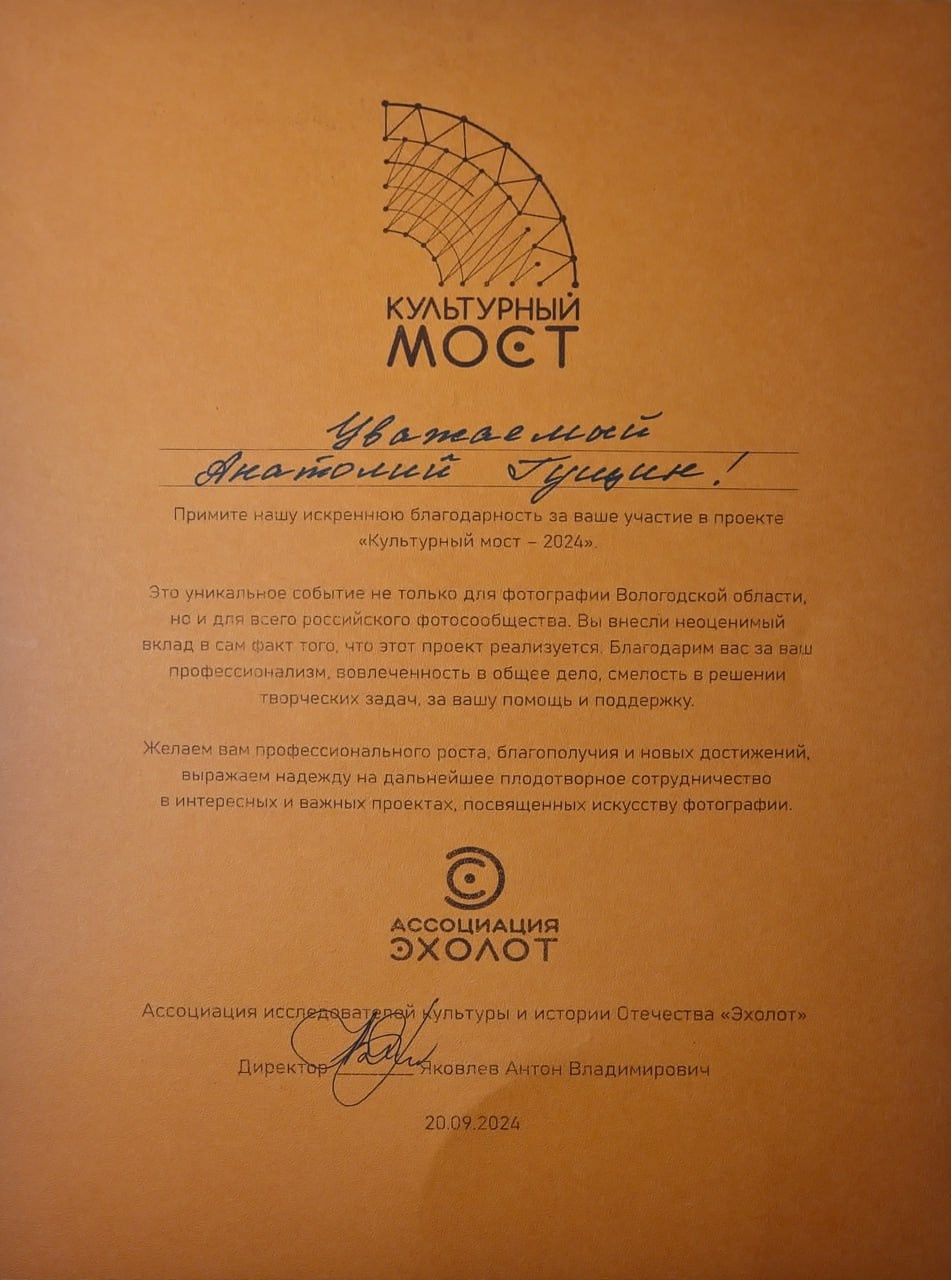 КУЛЬТУРНЫЙ
МОСТ
Уважаемый
Анатолий Гущин!
Примите нашу искреннюю благодарность за ваше участие в проекте
«Культурный мост – 2024».
Это уникальное событие не только для фотографии Вологодской области,
но и для всего российского фотосообщества. Вы внесли неоценимый
вклад в сам факт того, что этот проект реализуется. Благодарим вас за ваш
профессионализм, вовлеченность в общее дело, смелость в решении
творческих задач, за вашу помощь и поддержку.
Желаем вам профессионального роста, благополучия и новых достижений,
выражаем надежду на дальнейшее плодотворное сотрудничество
в интересных и важных проектах, посвященных искусству фотографии.
АССОЦИАЦИЯ
ЭХОЛОТ
Ассоциация исследователей культуры и истории Отечества «Эхолот»
Директор Яковлев Антон Владимирович
20.09.2024